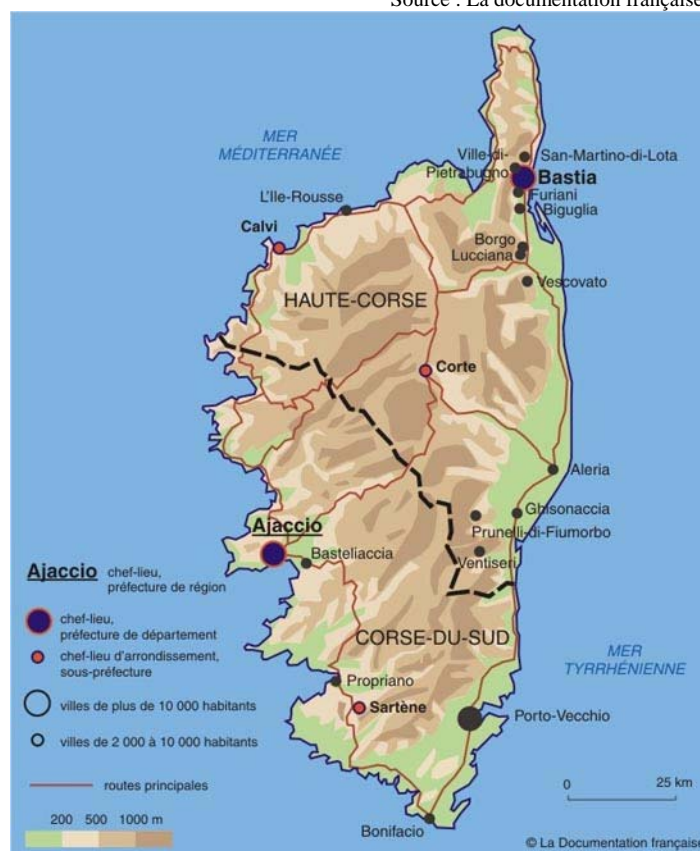 Source : La documentation française
MER
MÉDITERRANÉE
Ville-di-
Pietrabugno
San-Martino-di-Lota
Bastia
Furiani
Biguglia
L'Ile-Rousse
Calvi
Borgo
Lucciana
Vescovato
HAUTE-CORSE
Corte
Aleria
Ghisonaccia
Prunelli-di-Fiumorbo
Ventiseri
Ajaccio
Basteliaccia
Ajaccio chef-lieu,
préfecture de région
chef-lieu,
préfecture de département
chef-lieu d'arrondissement,
sous-préfecture
villes de plus de 10 000 habitants
villes de 2 000 à 10 000 habitants
routes principales
200 500 1000 m
CORSE-DU-SUD
MER
TYRRHÉNIENNE
Propriano
Sartène
Porto-Vecchio
0 25 km
Bonifacio
© La Documentation française